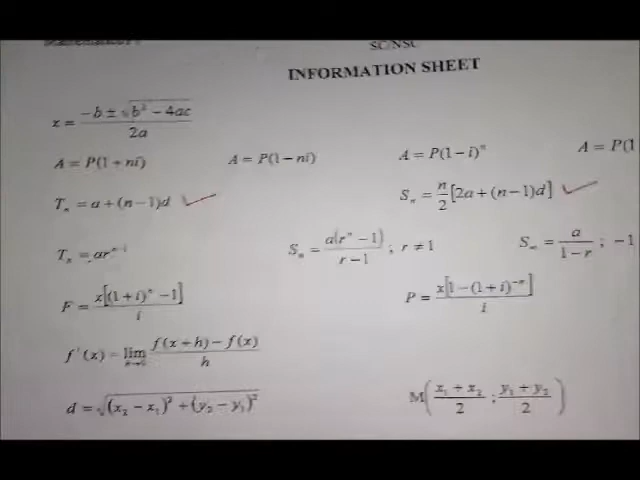 SC/NSC
INFORMATION SHEET
x = (-b ± √(b² - 4ac)) / 2a
A = P(1 + ni) A = P(1 - ni) A = P(1 - i)ⁿ A = P(1
Tₙ = a + (n - 1)d Sₙ = n/2 [2a + (n - 1)d]
Tₙ = arⁿ⁻¹ Sₙ = a(rⁿ - 1) / (r - 1) ; r ≠ 1 S∞ = a / (1 - r) ; -1
F = x[(1 + i)ⁿ - 1] / i P = x[1 - (1 + i)⁻ⁿ] / i
f'(x) = lim h→0 (f(x + h) - f(x)) / h
d = √((x₂ - x₁)² + (y₂ - y₁)²) M((x₁ + x₂)/2 ; (y₁ + y₂)/2)